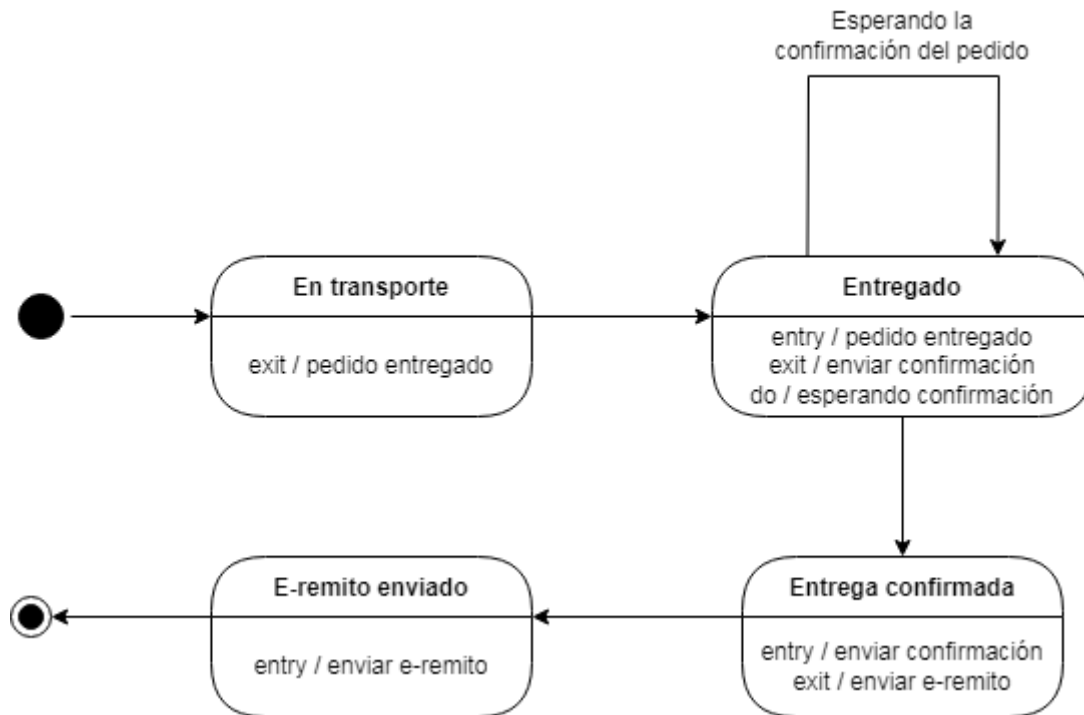 Esperando la
confirmación del pedido
En transporte
exit / pedido entregado
Entregado
entry / pedido entregado
exit / enviar confirmación
do / esperando confirmación
E-remito enviado
entry / enviar e-remito
Entrega confirmada
entry / enviar confirmación
exit / enviar e-remito